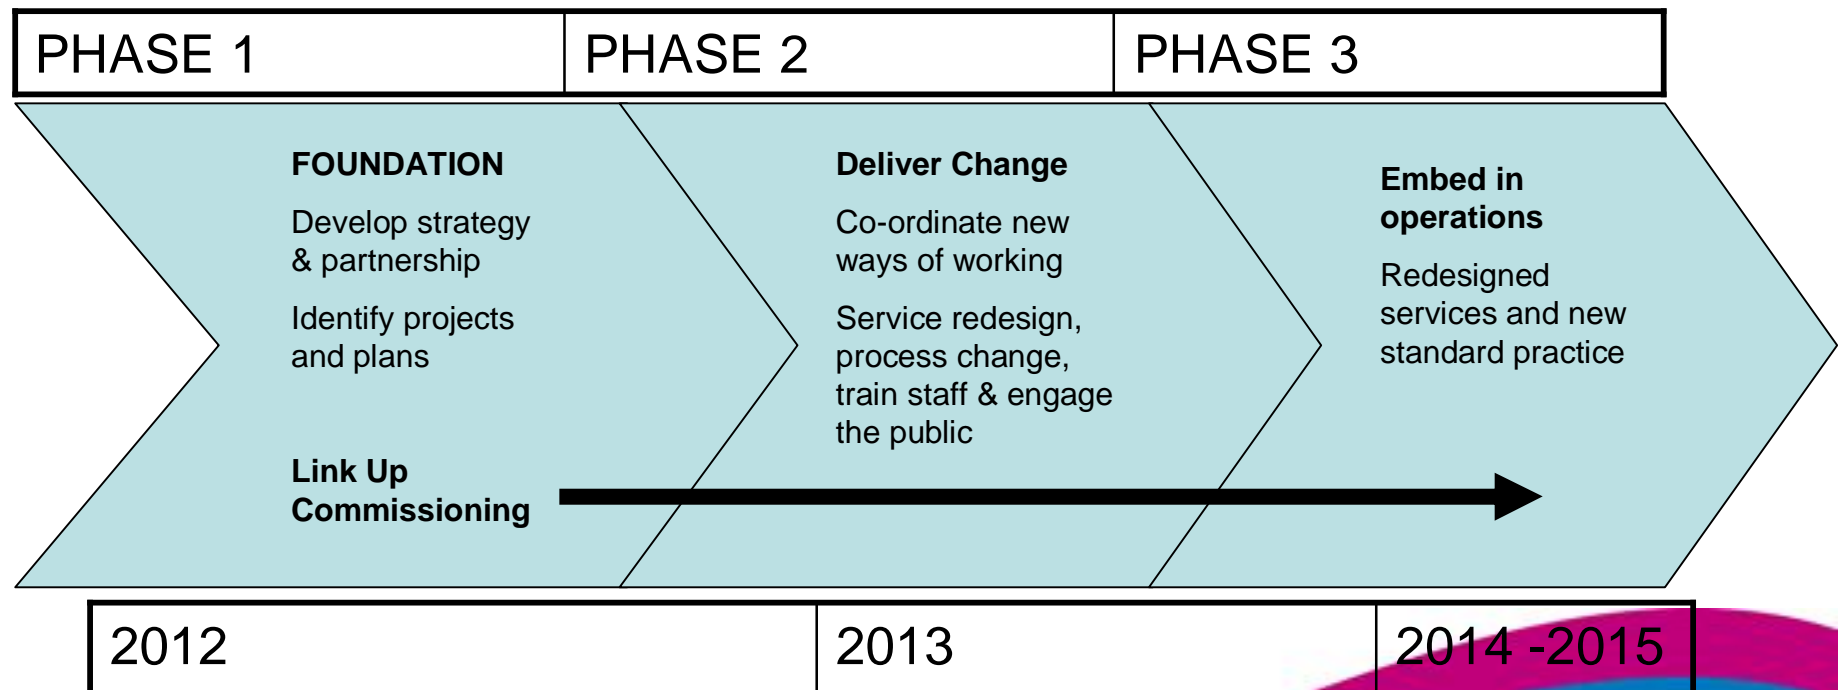 PHASE 1
PHASE 2
PHASE 3
FOUNDATION
Develop strategy
& partnership
Identify projects
and plans
Link Up
Commissioning
Deliver Change
Co-ordinate new
ways of working
Service redesign,
process change,
train staff & engage
the public
Embed in
operations
Redesigned
services and new
standard practice
2012
2013
2014 -2015